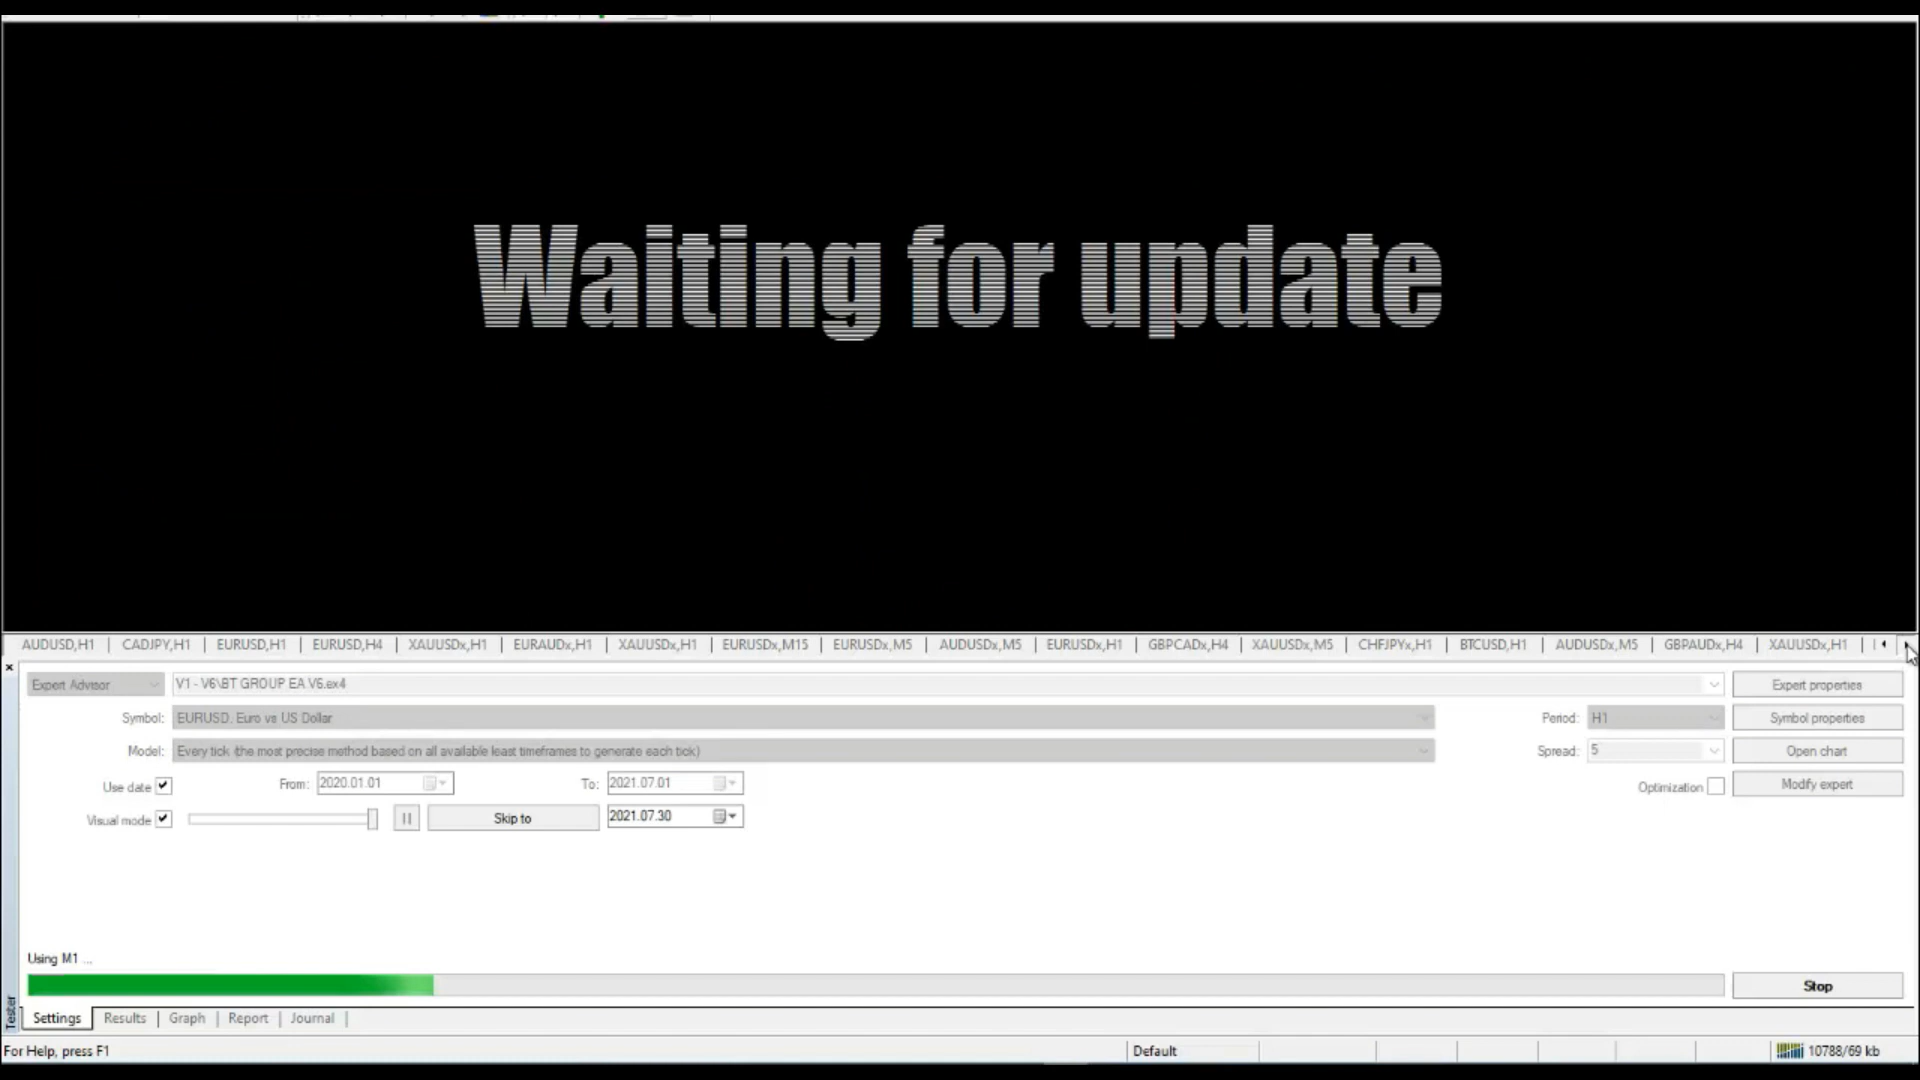 Waiting for update
AUDUSD,H1 | CADJPY,H1 | EURUSD,H1 | EURUSD,H4 | XAUUSDx,H1 | EURAUDx,H1 | XAUUSDx,H1 | EURUSDx,M15 | EURUSDx,M5 | AUDUSDx,M5 | EURUSDx,H1 | GBPCADx,H4 | XAUUSDx,M5 | CHFJPYx,H1 | BTCUSD,H1 | AUDUSDx,M5 | GBPAUDx,H4 | XAUUSDx,H1 |
Expert Advisor V1 - V6\BT GROUP EA V6.ex4 Expert properties
Symbol: EURUSD, Euro vs US Dollar Period: H1 Symbol properties
Model: Every tick (the most precise method based on all available least timeframes to generate each tick) Spread: 5 Open chart
Use date From: 2020.01.01 To: 2021.07.01 Optimization Modify expert
Visual mode Skip to 2021.07.30
Using M1 ...
Stop
Tester
Settings | Results | Graph | Report | Journal |
For Help, press F1 Default 10788/69 kb